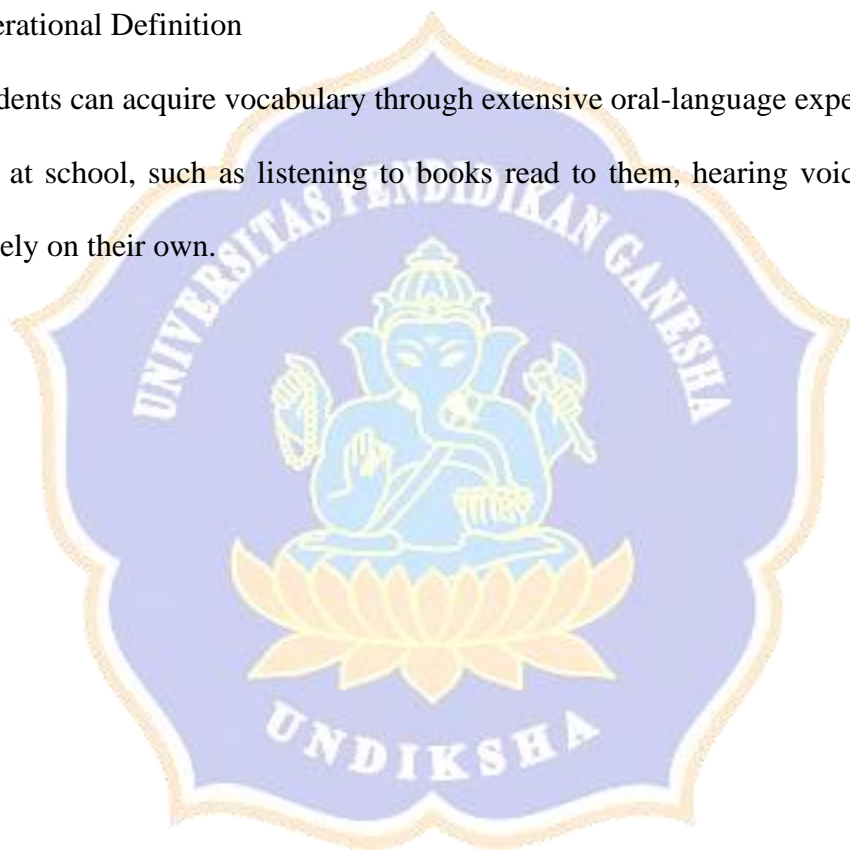 erational Definition
dents can acquire vocabulary through extensive oral-language expe
at school, such as listening to books read to them, hearing voic
ely on their own.
UNIVERSITAS PENDIDIKAN GANESHA
UNDIKSHA